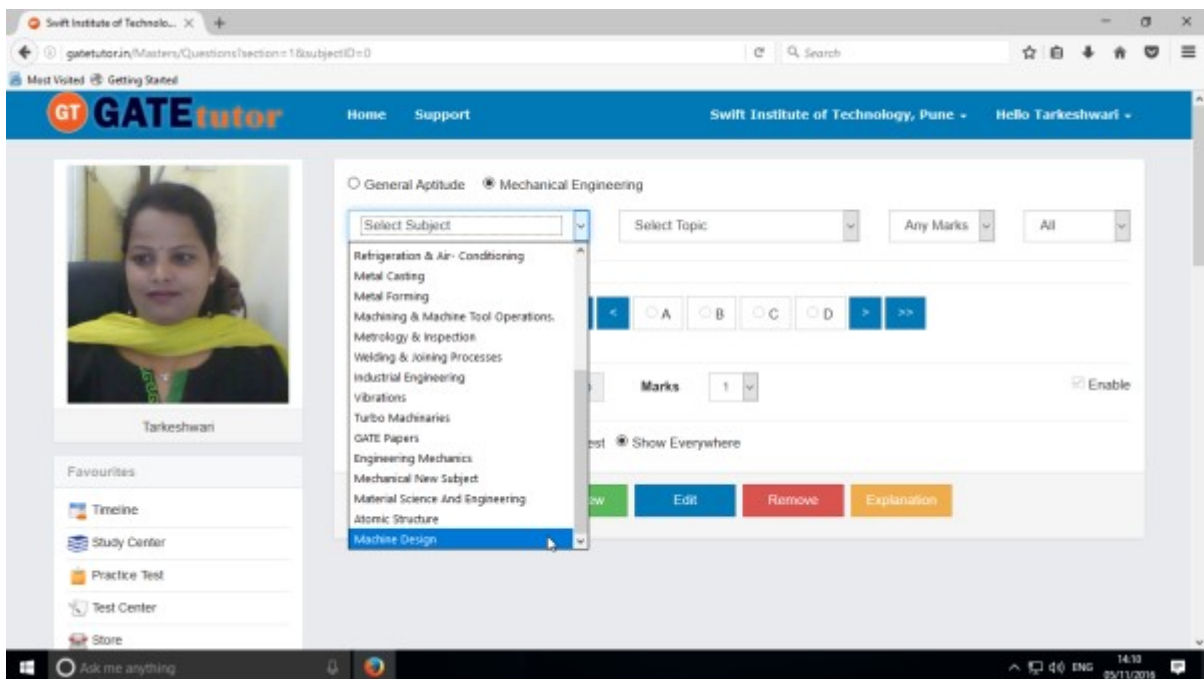 Swift Institute of Technolo...
gatetutor.in/Masters/Questions?section=1&subjectID=0
Search
Most Visited Getting Started
GT GATEtutor Home Support Swift Institute of Technology, Pune Hello Tarkeshwari
General Aptitude Mechanical Engineering
Select Subject Select Topic Any Marks All
Refrigeration & Air- Conditioning
Metal Casting
Metal Forming
Machining & Machine Tool Operations.
< A B C D > >>
Metrology & Inspection
Welding & Joining Processes
Industrial Engineering
Marks 1 Enable
Vibrations
Turbo Machinaries
GATE Papers
Show Everywhere
Engineering Mechanics
Mechanical New Subject
Material Science And Engineering
Edit Remove Explanation
Atomic Structure
Machine Design
Tarkeshwari
Favourites
Timeline
Study Center
Practice Test
Test Center
Store
Ask me anything
ENG
14:10
05/11/2016